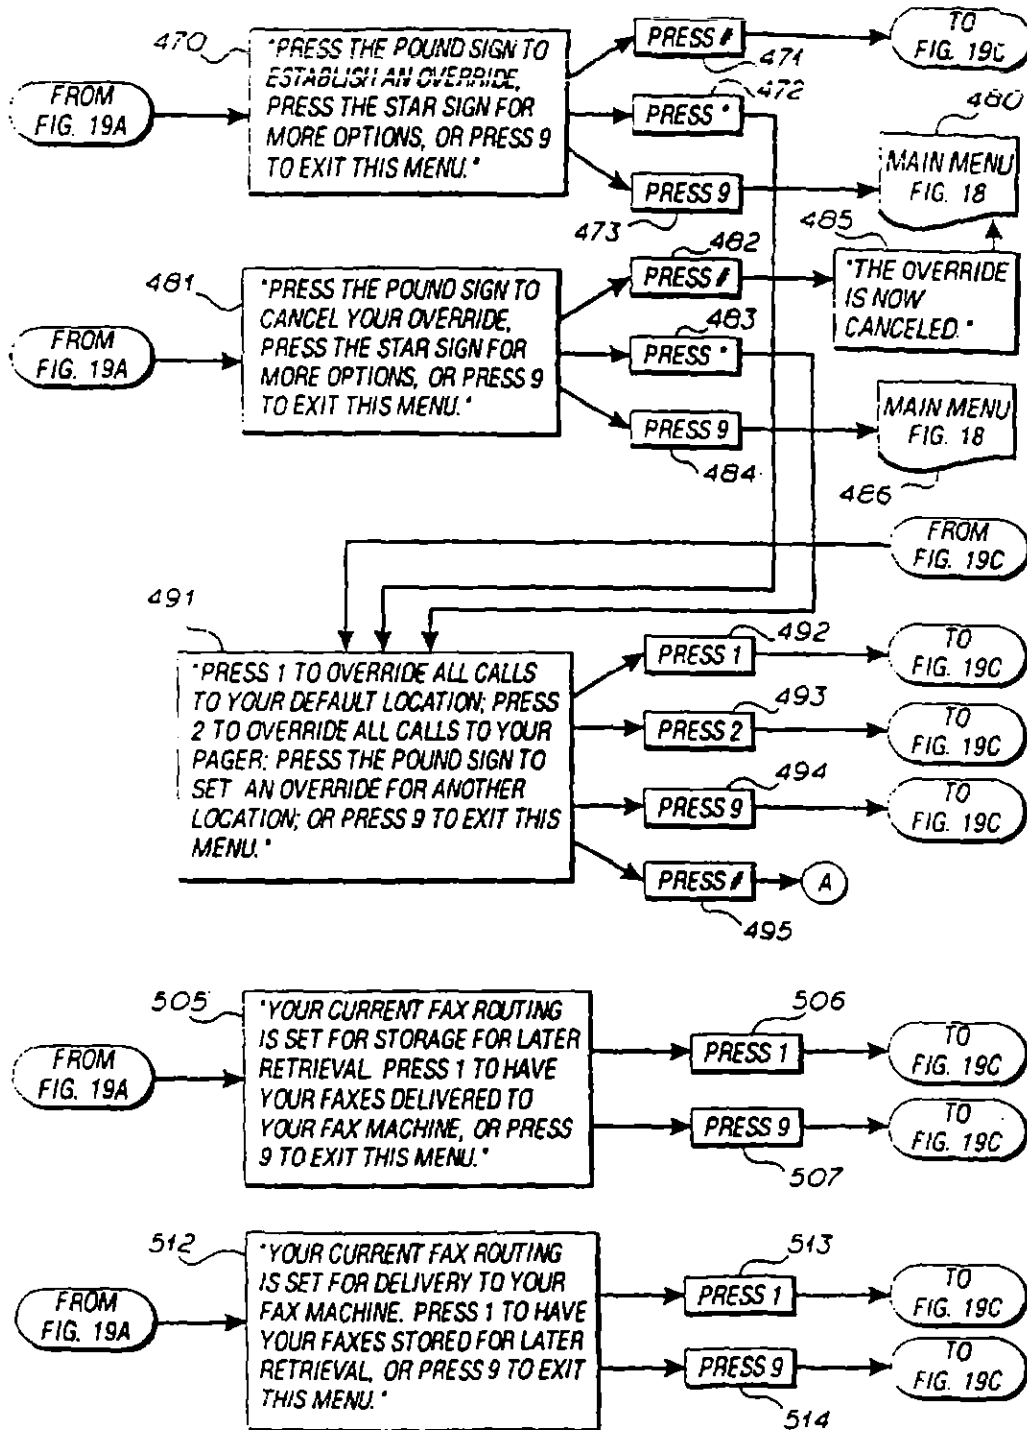 470
"PRESS THE POUND SIGN TO
ESTABLISH AN OVERRIDE,
PRESS THE STAR SIGN FOR
MORE OPTIONS, OR PRESS 9
TO EXIT THIS MENU."
FROM
FIG. 19A
PRESS #
471
TO
FIG. 19C
472
PRESS *
PRESS 9
473
480
MAIN MENU
FIG. 18
481
"PRESS THE POUND SIGN TO
CANCEL YOUR OVERRIDE,
PRESS THE STAR SIGN FOR
MORE OPTIONS, OR PRESS 9
TO EXIT THIS MENU."
FROM
FIG. 19A
482
PRESS #
485
"THE OVERRIDE
IS NOW
CANCELED."
483
PRESS *
PRESS 9
484
MAIN MENU
FIG. 18
486
FROM
FIG. 19C
491
"PRESS 1 TO OVERRIDE ALL CALLS
TO YOUR DEFAULT LOCATION; PRESS
2 TO OVERRIDE ALL CALLS TO YOUR
PAGER; PRESS THE POUND SIGN TO
SET AN OVERRIDE FOR ANOTHER
LOCATION; OR PRESS 9 TO EXIT THIS
MENU."
492
PRESS 1
TO
FIG. 19C
493
PRESS 2
TO
FIG. 19C
494
PRESS 9
TO
FIG. 19C
PRESS #
A
495
505
"YOUR CURRENT FAX ROUTING
IS SET FOR STORAGE FOR LATER
RETRIEVAL. PRESS 1 TO HAVE
YOUR FAXES DELIVERED TO
YOUR FAX MACHINE, OR PRESS
9 TO EXIT THIS MENU."
FROM
FIG. 19A
506
PRESS 1
TO
FIG. 19C
PRESS 9
507
TO
FIG. 19C
512
"YOUR CURRENT FAX ROUTING
IS SET FOR DELIVERY TO YOUR
FAX MACHINE. PRESS 1 TO HAVE
YOUR FAXES STORED FOR LATER
RETRIEVAL, OR PRESS 9 TO EXIT
THIS MENU."
FROM
FIG. 19A
513
PRESS 1
TO
FIG. 19C
PRESS 9
514
TO
FIG. 19C